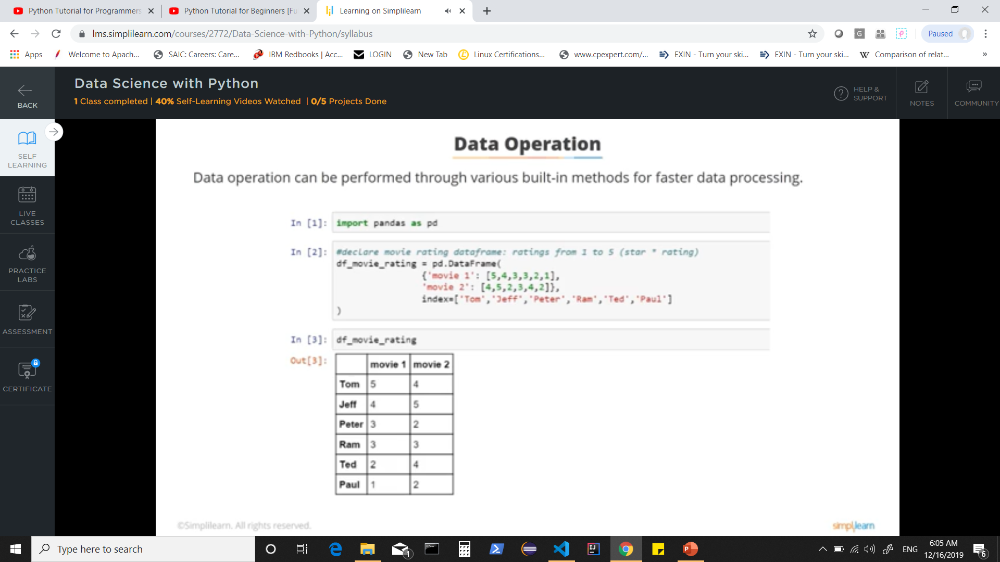 Python Tutorial for Programmers
Python Tutorial for Beginners [Fu
Learning on Simplilearn
lms.simplilearn.com/courses/2772/Data-Science-with-Python/syllabus
Paused
Apps
Welcome to Apach...
SAIC: Careers: Care...
IBM Redbooks | Acc...
LOGIN
New Tab
Linux Certifications...
www.cpexpert.com/...
EXIN - Turn your ski...
EXIN - Turn your ski...
Comparison of relat...
»
BACK
Data Science with Python
1 Class completed | 40% Self-Learning Videos Watched | 0/5 Projects Done
HELP &
SUPPORT
NOTES
COMMUNITY
SELF
LEARNING
LIVE
CLASSES
PRACTICE
LABS
ASSESSMENT
CERTIFICATE
Data Operation
Data operation can be performed through various built-in methods for faster data processing.
In [1]: import pandas as pd
In [2]: #declare movie rating dataframe: ratings from 1 to 5 (star * rating)
df_movie_rating = pd.DataFrame(
{'movie 1': [5,4,3,3,2,1],
'movie 2': [4,5,2,3,4,2]},
index=['Tom','Jeff','Peter','Ram','Ted','Paul']
)
In [3]: df_movie_rating
Out[3]:
movie 1 movie 2
Tom 5 4
Jeff 4 5
Peter 3 2
Ram 3 3
Ted 2 4
Paul 1 2
©Simplilearn. All rights reserved.
simplilearn
Type here to search
1
ENG
6:05 AM
12/16/2019
6